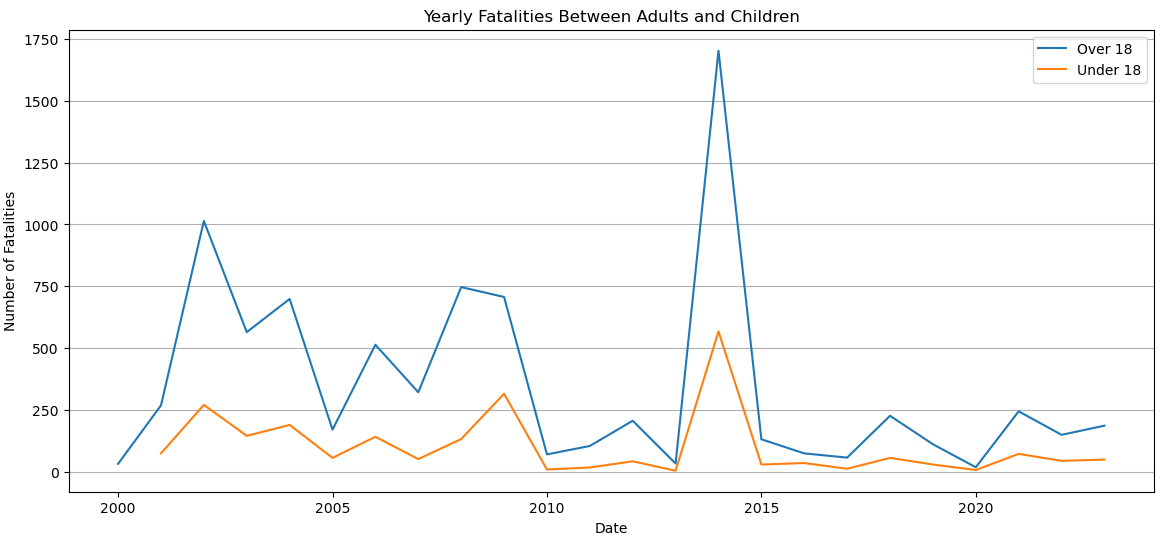 Yearly Fatalities Between Adults and Children
1750
1500
1250
1000
750
500
250
0
Number of Fatalities
Over 18
Under 18
2000
2005
2010
2015
2020
Date